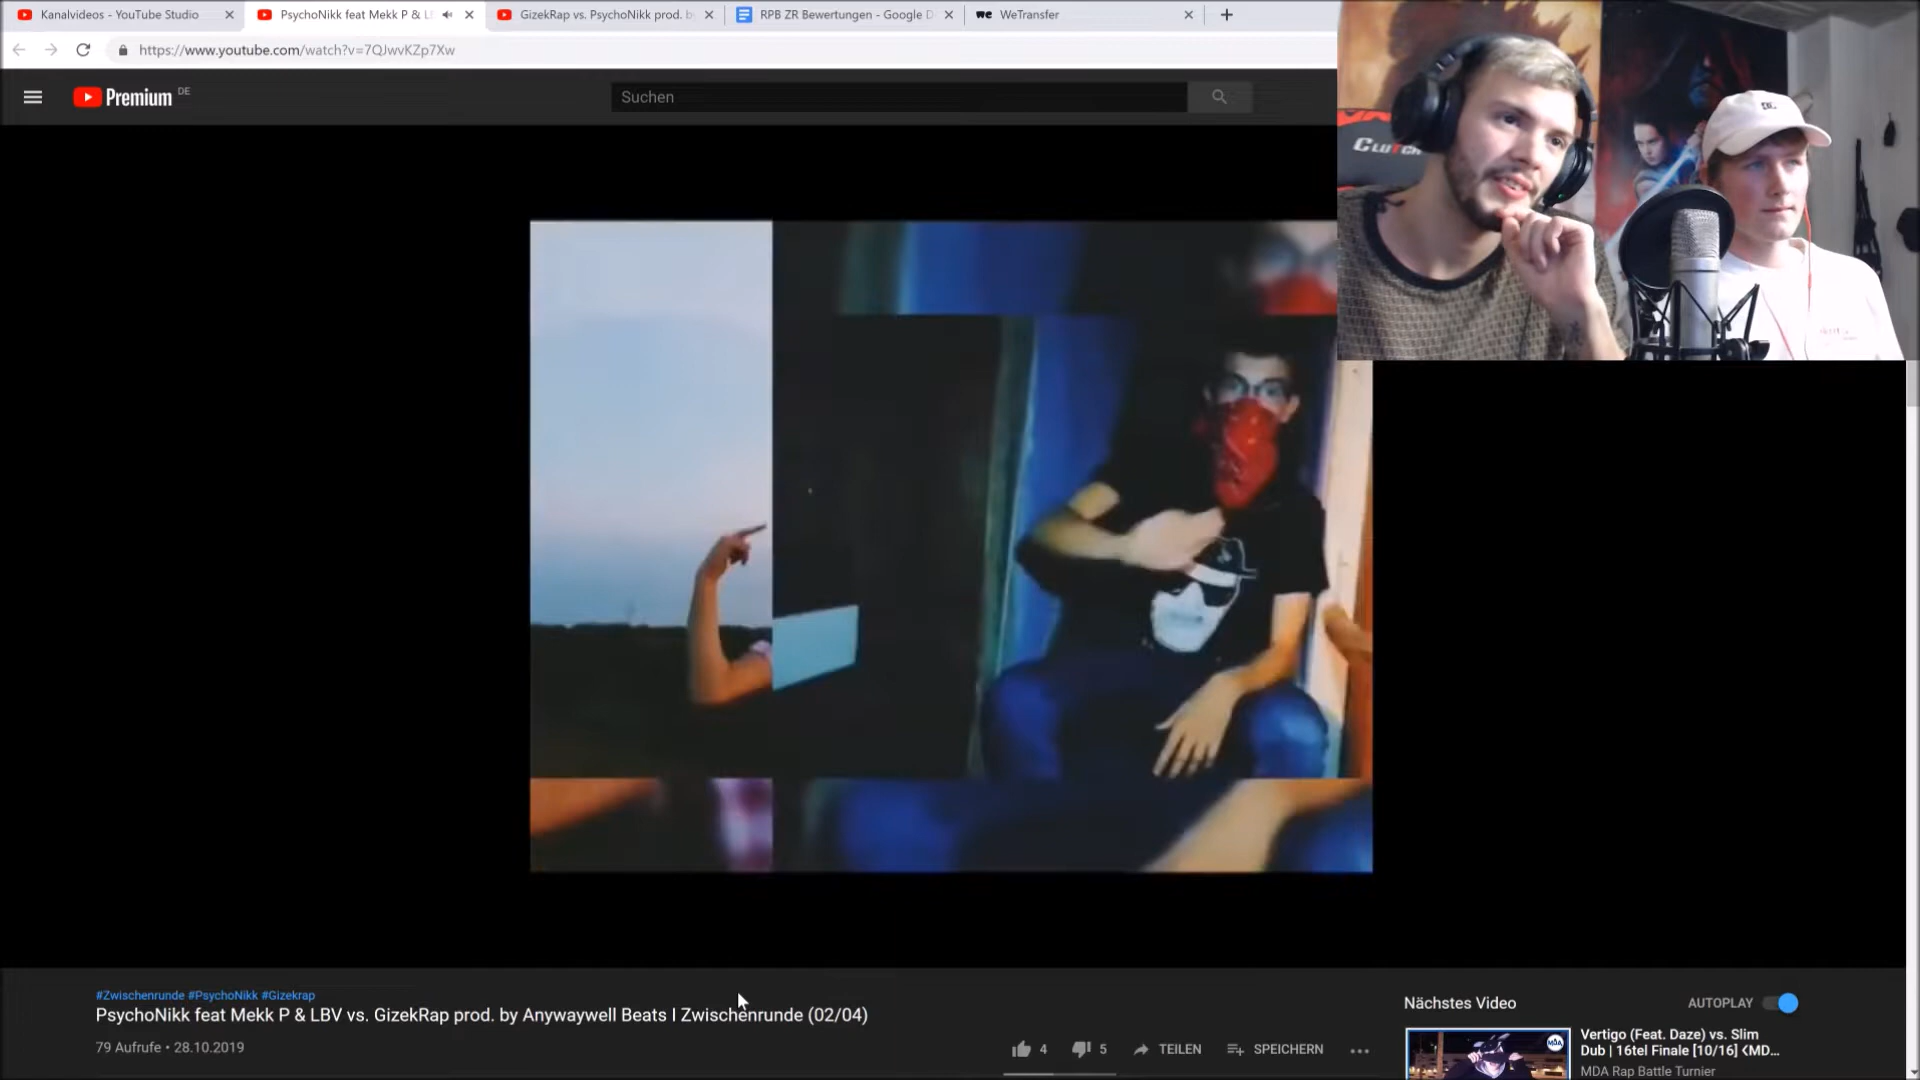 Kanalvideos - YouTube Studio
PsychoNikk feat Mekk P & L
GizekRap vs. PsychoNikk prod. b
RPB ZR Bewertungen - Google D
WeTransfer
https://www.youtube.com/watch?v=7QJwvKZp7Xw
Premium DE
Suchen
CLUTCH
#Zwischenrunde #PsychoNikk #Gizekrap
PsychoNikk feat Mekk P & LBV vs. GizekRap prod. by Anywaywell Beats I Zwischenrunde (02/04)
79 Aufrufe • 28.10.2019
4
5
TEILEN
SPEICHERN
Nächstes Video
AUTOPLAY
Vertigo (Feat. Daze) vs. Slim
Dub | 16tel Finale [10/16] ❮MD...
MDA Rap Battle Turnier